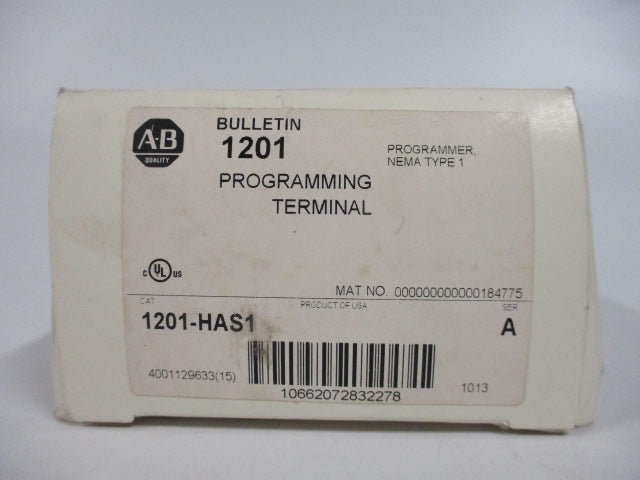 A-B
QUALITY
BULLETIN
1201
PROGRAMMING
TERMINAL
PROGRAMMER,
NEMA TYPE 1
C UL US
MAT NO. 000000000000184775
CAT
PRODUCT OF USA
SER
1201-HAS1
A
4001129633(15)
10662072832278
1013